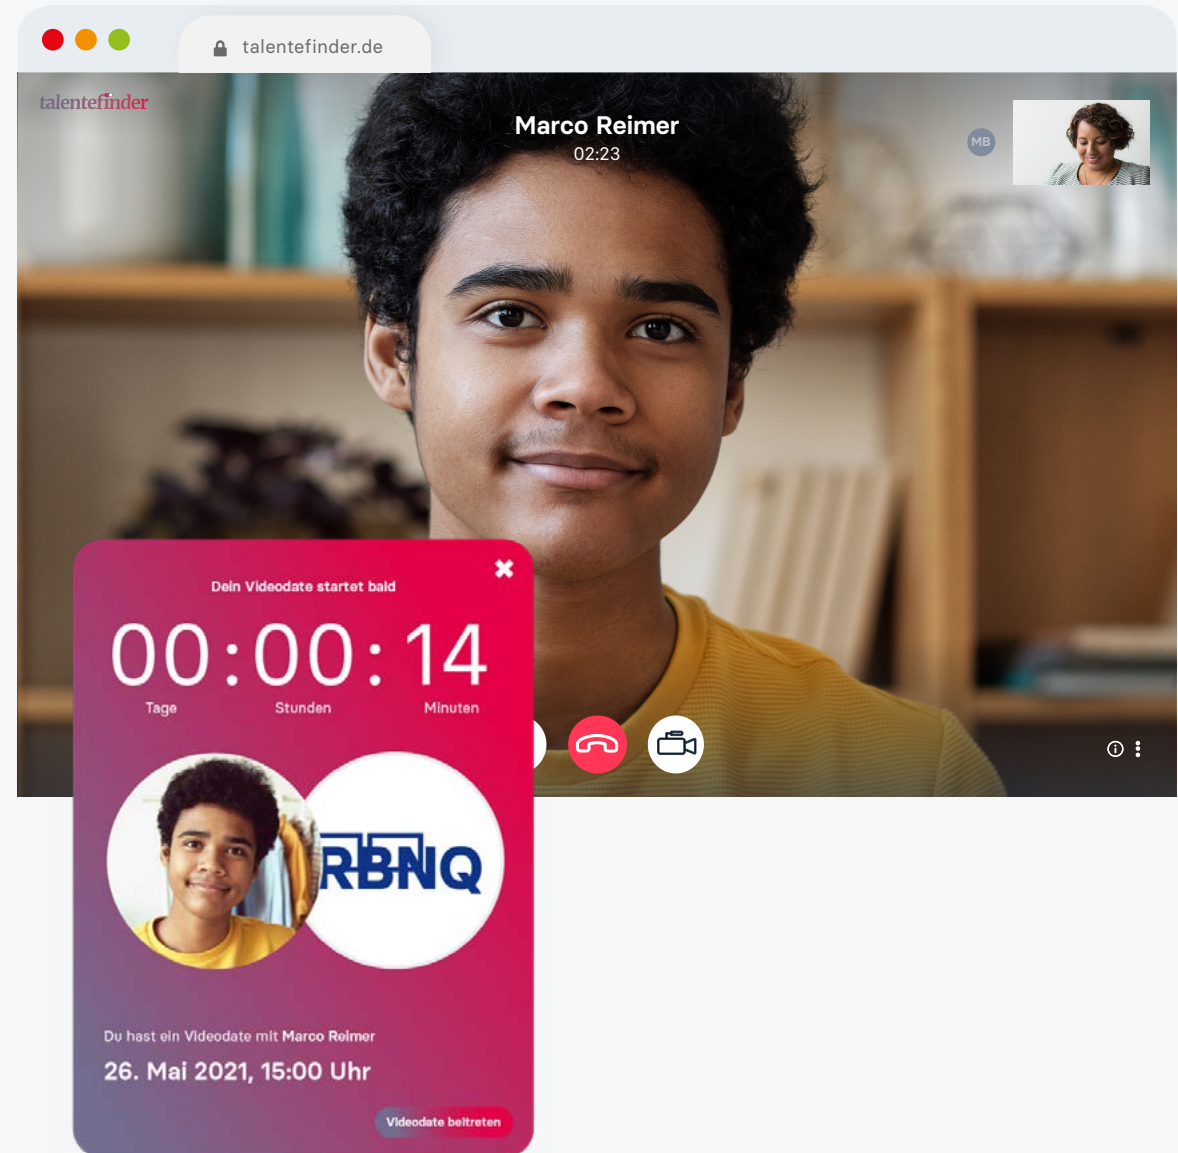 talentefinder.de
talentefinder
Marco Reimer
02:23
MB
Dein Videodate startet bald
00:00:14
Tage Stunden Minuten
RBNQ
Du hast ein Videodate mit Marco Reimer
26. Mai 2021, 15:00 Uhr
Videodate beitreten